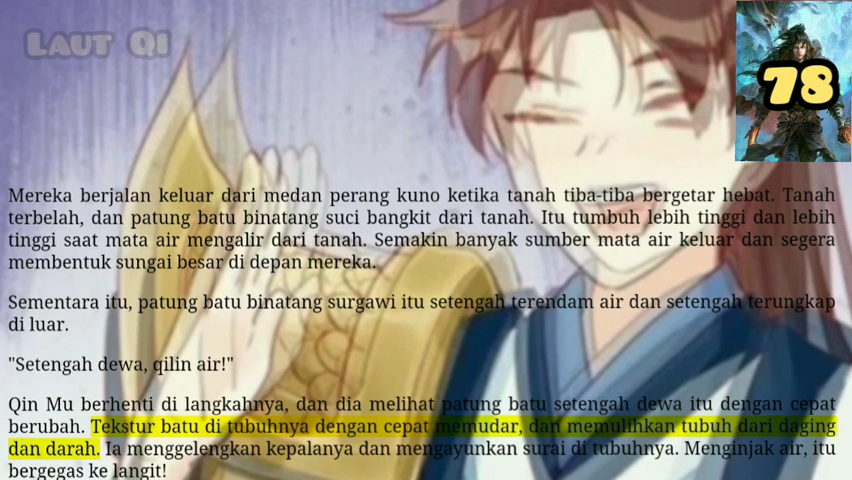 LAUT QI
78
Mereka berjalan keluar dari medan perang kuno ketika tanah tiba-tiba bergetar hebat. Tanah
terbelah, dan patung batu binatang suci bangkit dari tanah. Itu tumbuh lebih tinggi dan lebih
tinggi saat mata air mengalir dari tanah. Semakin banyak sumber mata air keluar dan segera
membentuk sungai besar di depan mereka.
Sementara itu, patung batu binatang surgawi itu setengah terendam air dan setengah terungkap
di luar.
"Setengah dewa, qilin air!"
Qin Mu berhenti di langkahnya, dan dia melihat patung batu setengah dewa itu dengan cepat
berubah. Tekstur batu di tubuhnya dengan cepat memudar, dan memulihkan tubuh dari daging
dan darah. Ia menggelengkan kepalanya dan mengayunkan surai di tubuhnya. Menginjak air, itu
bergegas ke langit!